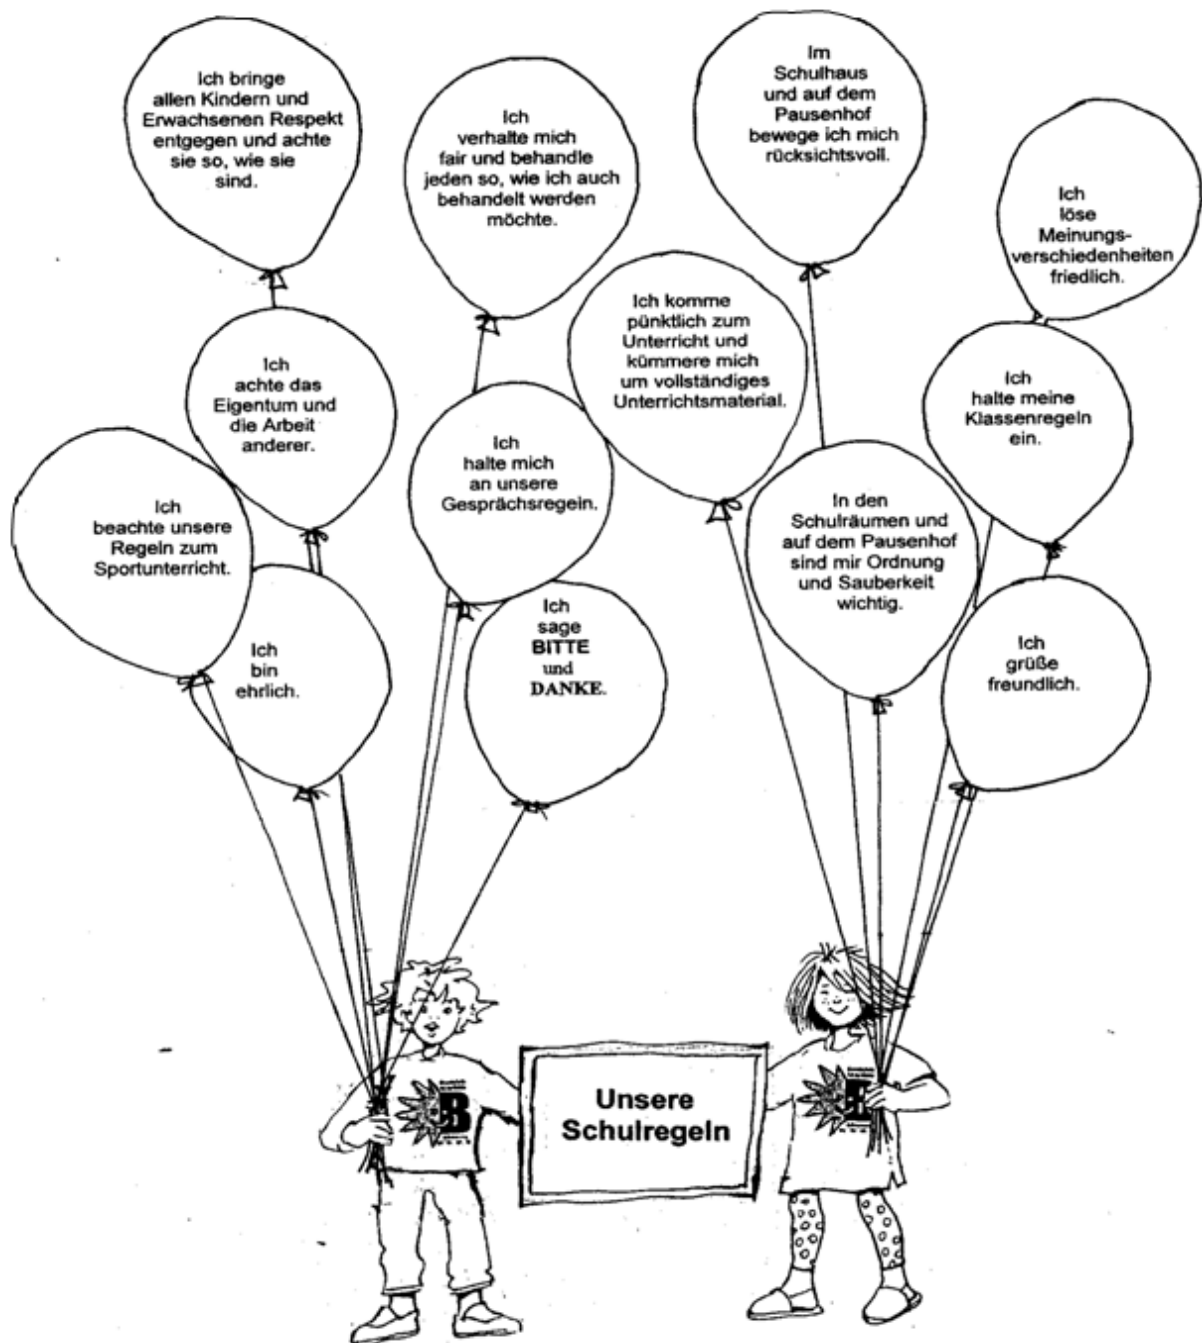 Ich bringe
allen Kindern und
Erwachsenen Respekt
entgegen und achte
sie so, wie sie
sind.
Ich
verhalte mich
fair und behandle
jeden so, wie ich auch
behandelt werden
möchte.
Im
Schulhaus
und auf dem
Pausenhof
bewege ich mich
rücksichtsvoll.
Ich
löse
Meinungs-
verschiedenheiten
friedlich.
Ich
achte das
Eigentum und
die Arbeit
anderer.
Ich komme
pünktlich zum
Unterricht und
kümmere mich
um vollständiges
Unterrichtsmaterial.
Ich
halte meine
Klassenregeln
ein.
Ich
beachte unsere
Regeln zum
Sportunterricht.
Ich
halte mich
an unsere
Gesprächsregeln.
In den
Schulräumen und
auf dem Pausenhof
sind mir Ordnung
und Sauberkeit
wichtig.
Ich
bin
ehrlich.
Ich
sage
BITTE
und
DANKE.
Ich
grüße
freundlich.
B
Unsere
Schulregeln